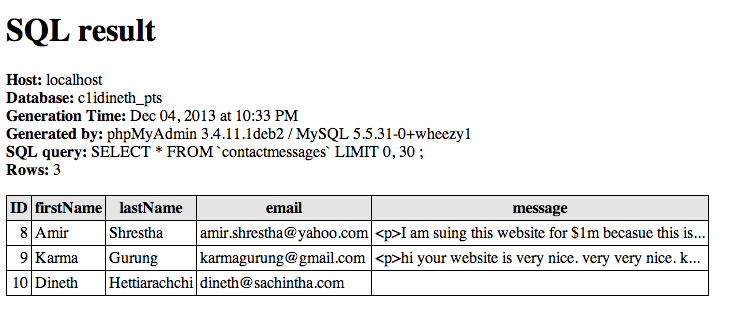 SQL result
Host: localhost
Database: c1idineth_pts
Generation Time: Dec 04, 2013 at 10:33 PM
Generated by: phpMyAdmin 3.4.11.1deb2 / MySQL 5.5.31-0+wheezy1
SQL query: SELECT * FROM `contactmessages` LIMIT 0, 30 ;
Rows: 3
ID firstName lastName email message
8 Amir Shrestha amir.shrestha@yahoo.com <p>I am suing this website for $1m becasue this is...
9 Karma Gurung karmagurung@gmail.com <p>hi your website is very nice. very very nice. k...
10 Dineth Hettiarachchi dineth@sachintha.com